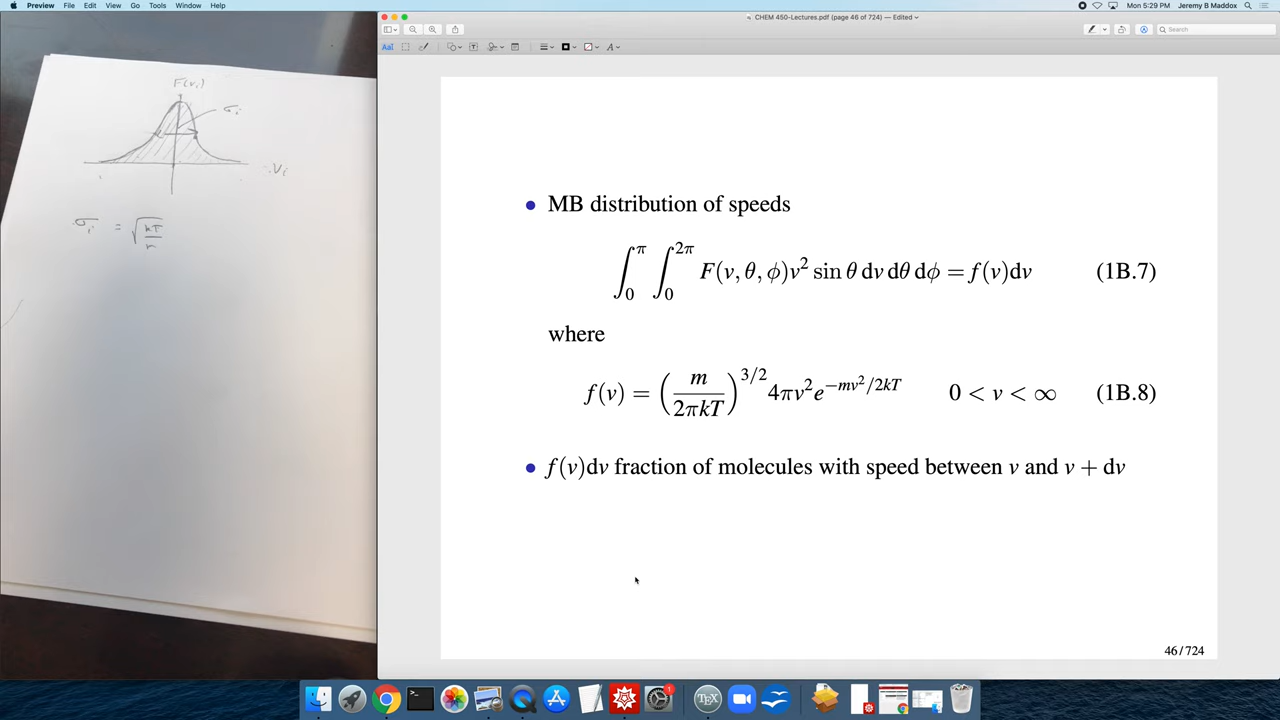 Preview File Edit View Go Tools Window Help
Mon 5:29 PM Jeremy B Maddox
CHEM 450-Lectures.pdf (page 46 of 724) — Edited
Search
F(vᵢ)
σᵢ
Vᵢ
σᵢ = √(kT/m)
• MB distribution of speeds
∫₀^π ∫₀^2π F(v, θ, ϕ)v² sin θ dv dθ dϕ = f(v)dv (1B.7)
where
f(v) = (m/2πkT)^3/2 4πv²e^−mv²/2kT 0 < v < ∞ (1B.8)
• f(v)dv fraction of molecules with speed between v and v + dv
46/724
TEX
1